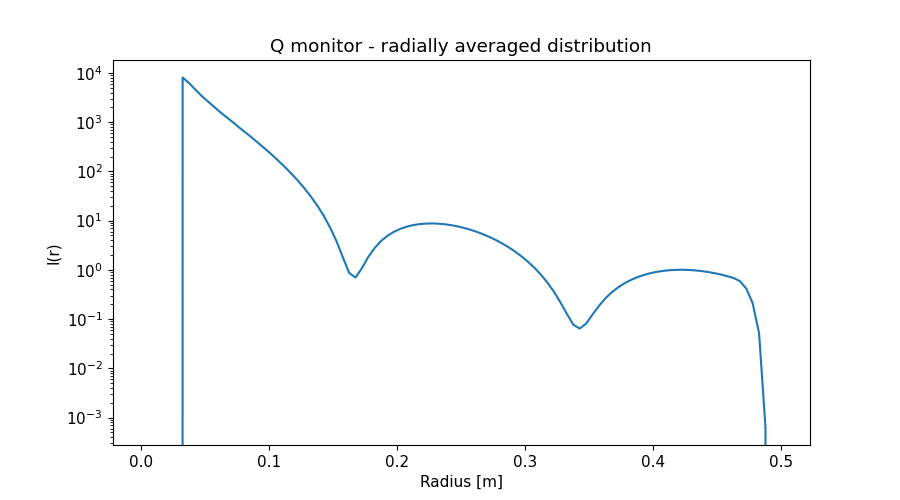 Q monitor - radially averaged distribution
10⁴
10³
10²
10¹
10⁰
10⁻¹
10⁻²
10⁻³
I(r)
0.0 0.1 0.2 0.3 0.4 0.5
Radius [m]